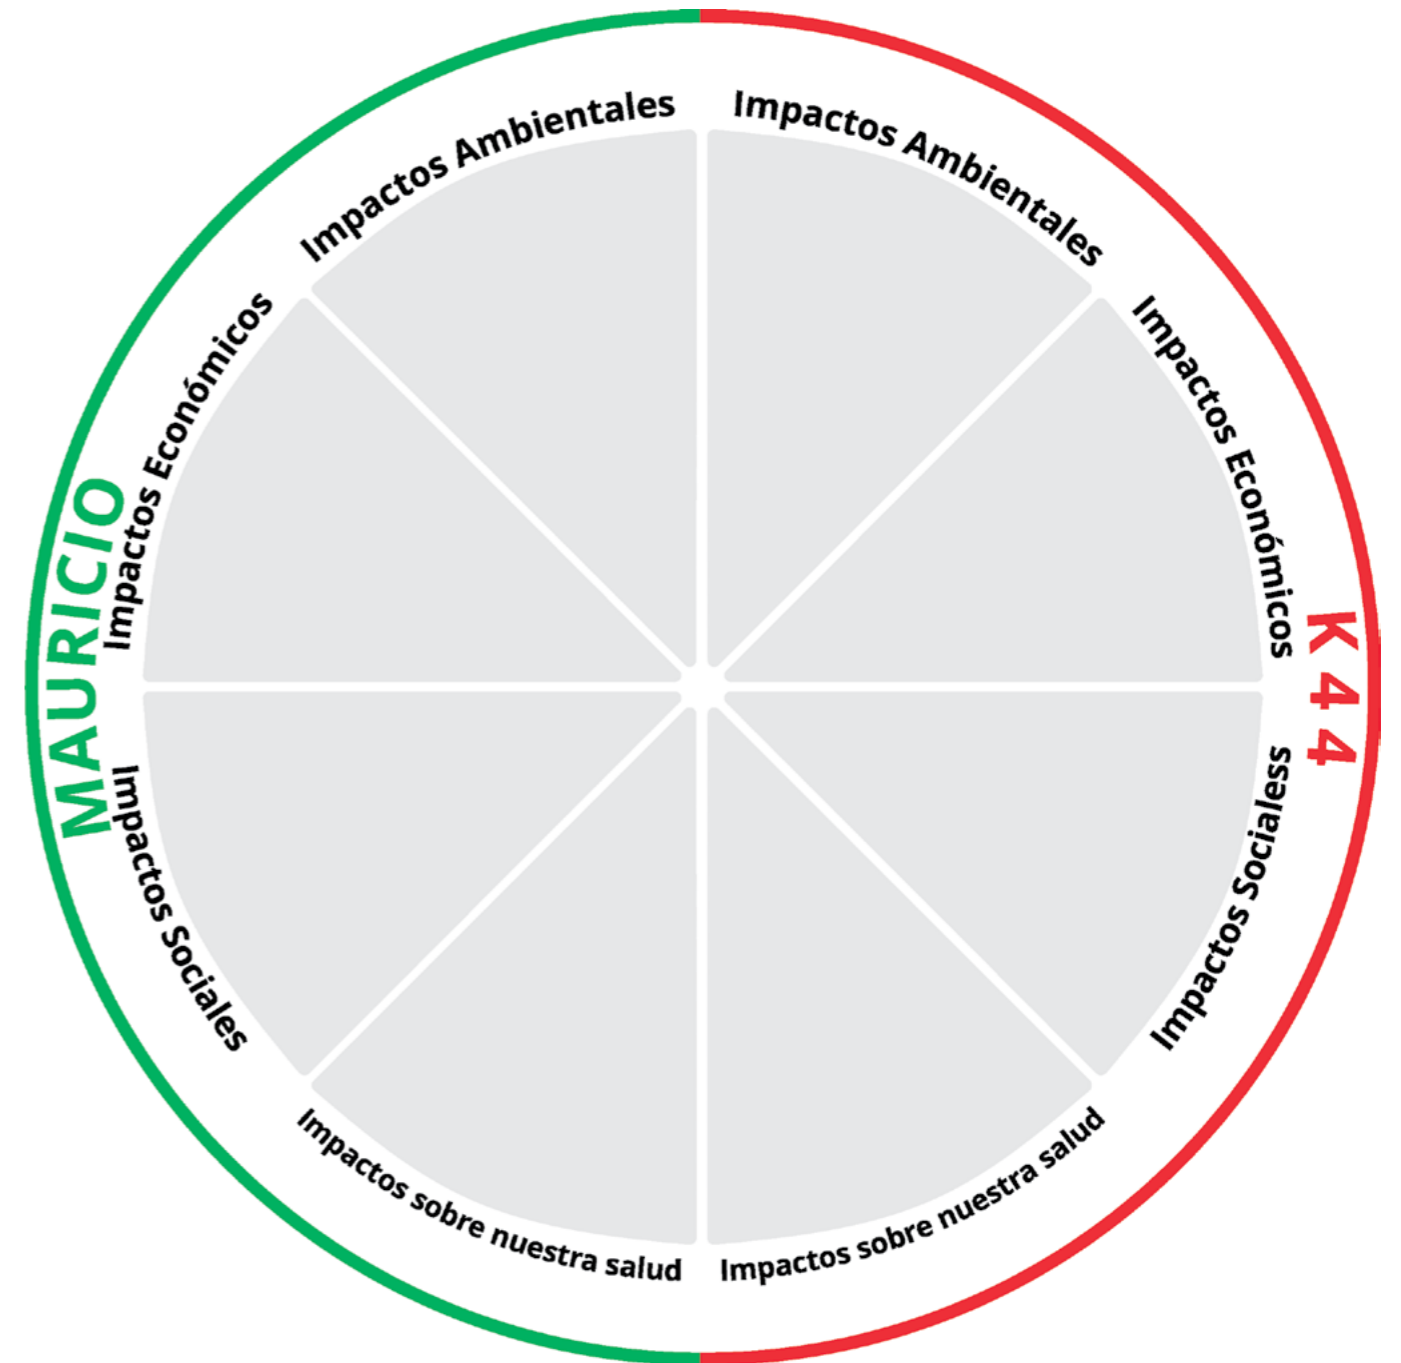 Impactos Ambientales
Impactos Ambientales
Impactos Económicos
Impactos Económicos
MAURICIO
K44
Impactos Sociales
Impactos Socialess
Impactos sobre nuestra salud
Impactos sobre nuestra salud